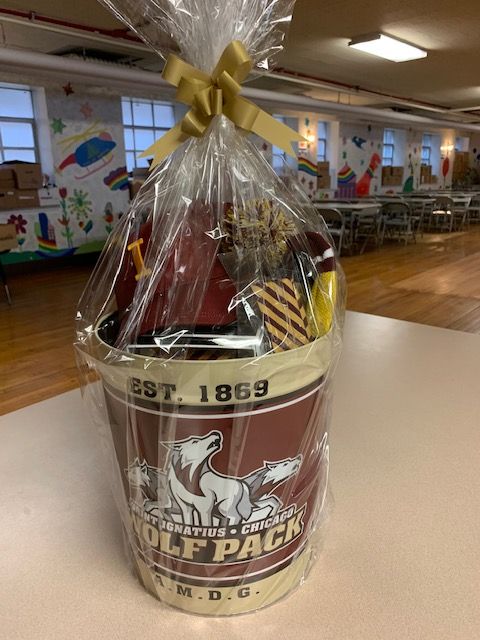 I
EST. 1869
SAINT IGNATIUS • CHICAGO
WOLF PACK
A.M.D.G.